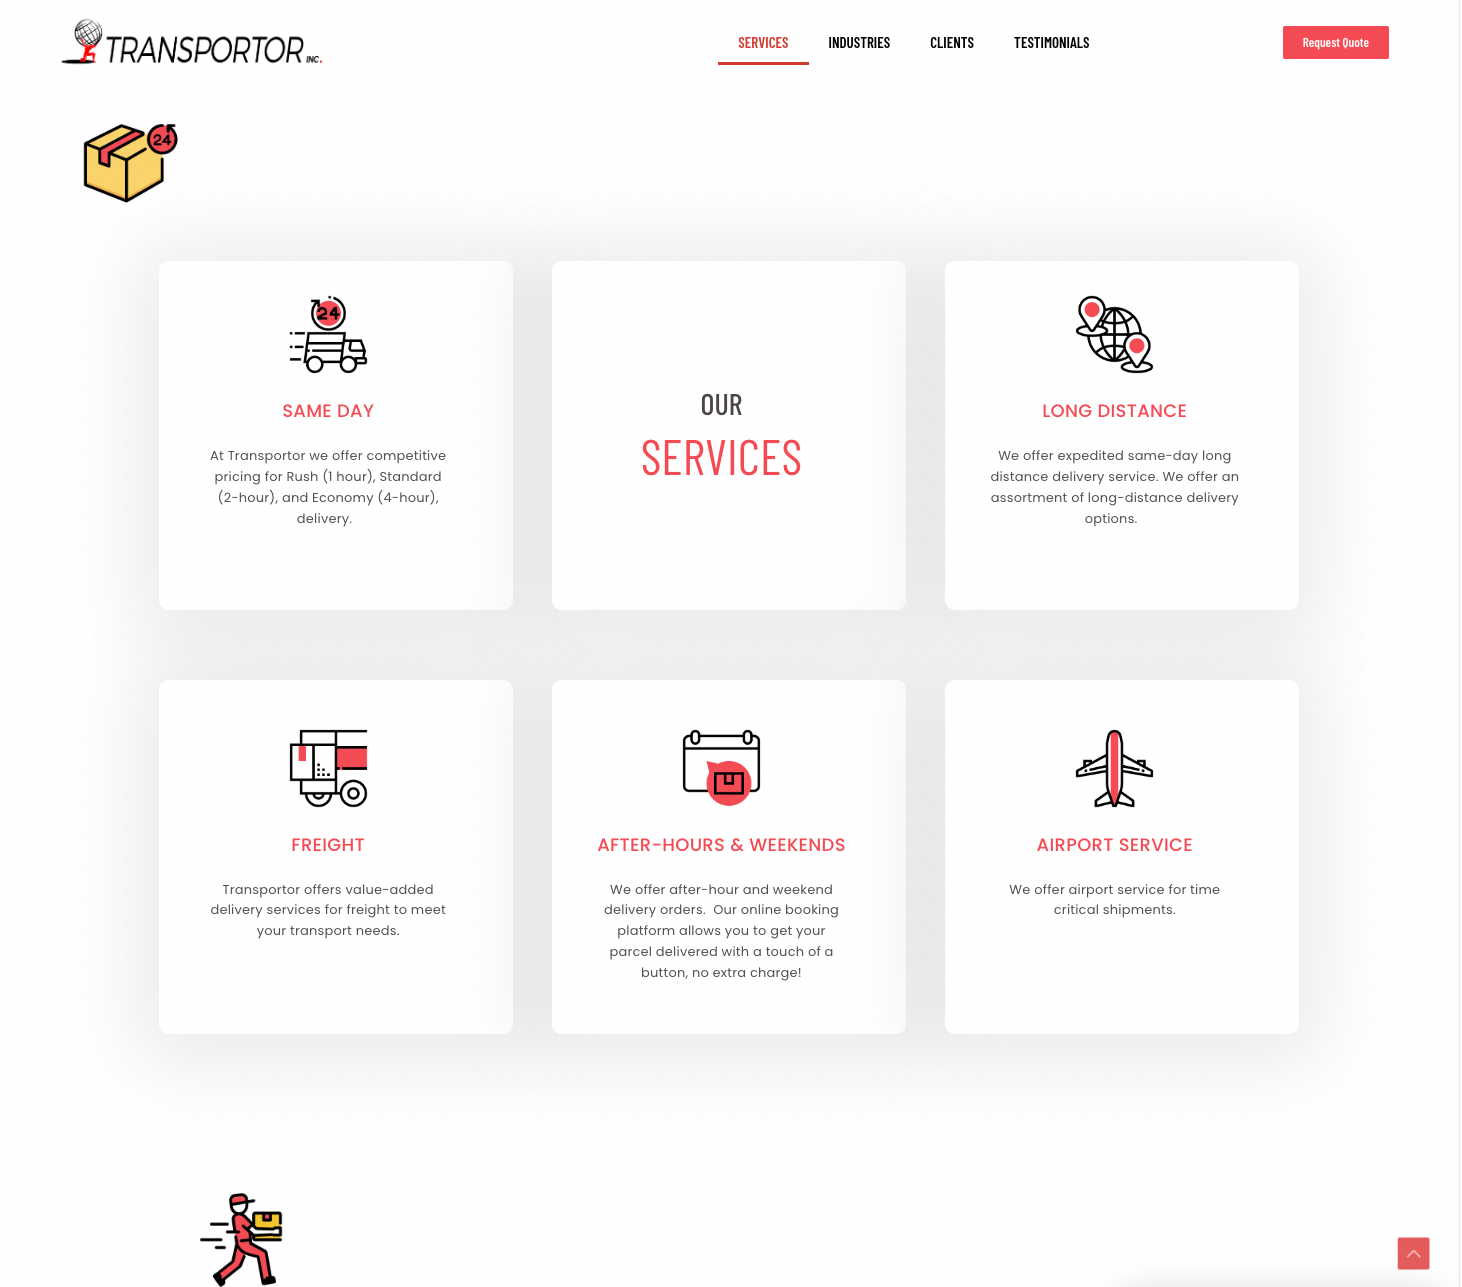 TRANSPORTOR INC.
SERVICES
INDUSTRIES
CLIENTS
TESTIMONIALS
Request Quote
24
24
SAME DAY
At Transportor we offer competitive
pricing for Rush (1 hour), Standard
(2-hour), and Economy (4-hour),
delivery.
OUR
SERVICES
LONG DISTANCE
We offer expedited same-day long
distance delivery service. We offer an
assortment of long-distance delivery
options.
FREIGHT
Transportor offers value-added
delivery services for freight to meet
your transport needs.
AFTER-HOURS & WEEKENDS
We offer after-hour and weekend
delivery orders.  Our online booking
platform allows you to get your
parcel delivered with a touch of a
button, no extra charge!
AIRPORT SERVICE
We offer airport service for time
critical shipments.